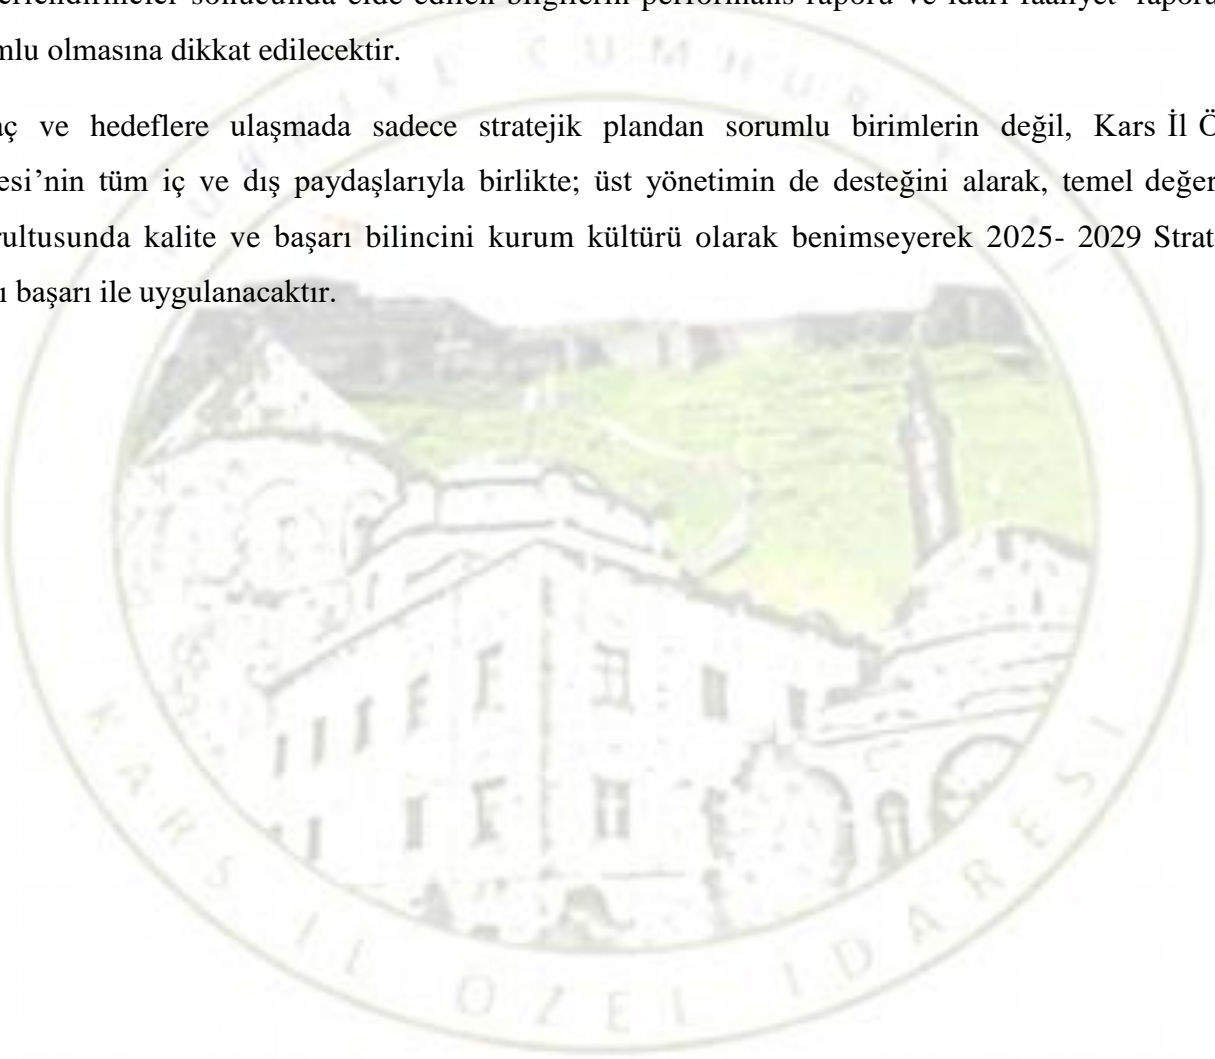 erlendirmeler sonucunda elde edilen bilgilerin performans raporu ve idari faaliyet raporu
mlu olmasına dikkat edilecektir.
aç ve hedeflere ulaşmada sadece stratejik plandan sorumlu birimlerin değil, Kars İl Ö
esi’nin tüm iç ve dış paydaşlarıyla birlikte; üst yönetimin de desteğini alarak, temel değer
rultusunda kalite ve başarı bilincini kurum kültürü olarak benimseyerek 2025- 2029 Strat
ı başarı ile uygulanacaktır.
CUMHUR
KARS İL ÖZEL İDARESİ